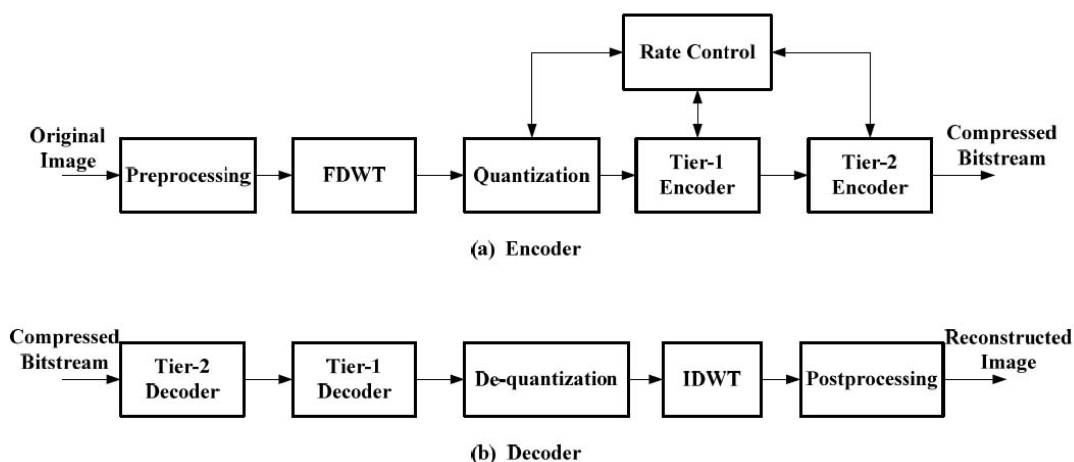 Rate Control
Original
Image
Preprocessing
FDWT
Quantization
Tier-1
Encoder
Tier-2
Encoder
Compressed
Bitstream
(a) Encoder
Compressed
Bitstream
Tier-2
Decoder
Tier-1
Decoder
De-quantization
IDWT
Postprocessing
Reconstructed
Image
(b) Decoder